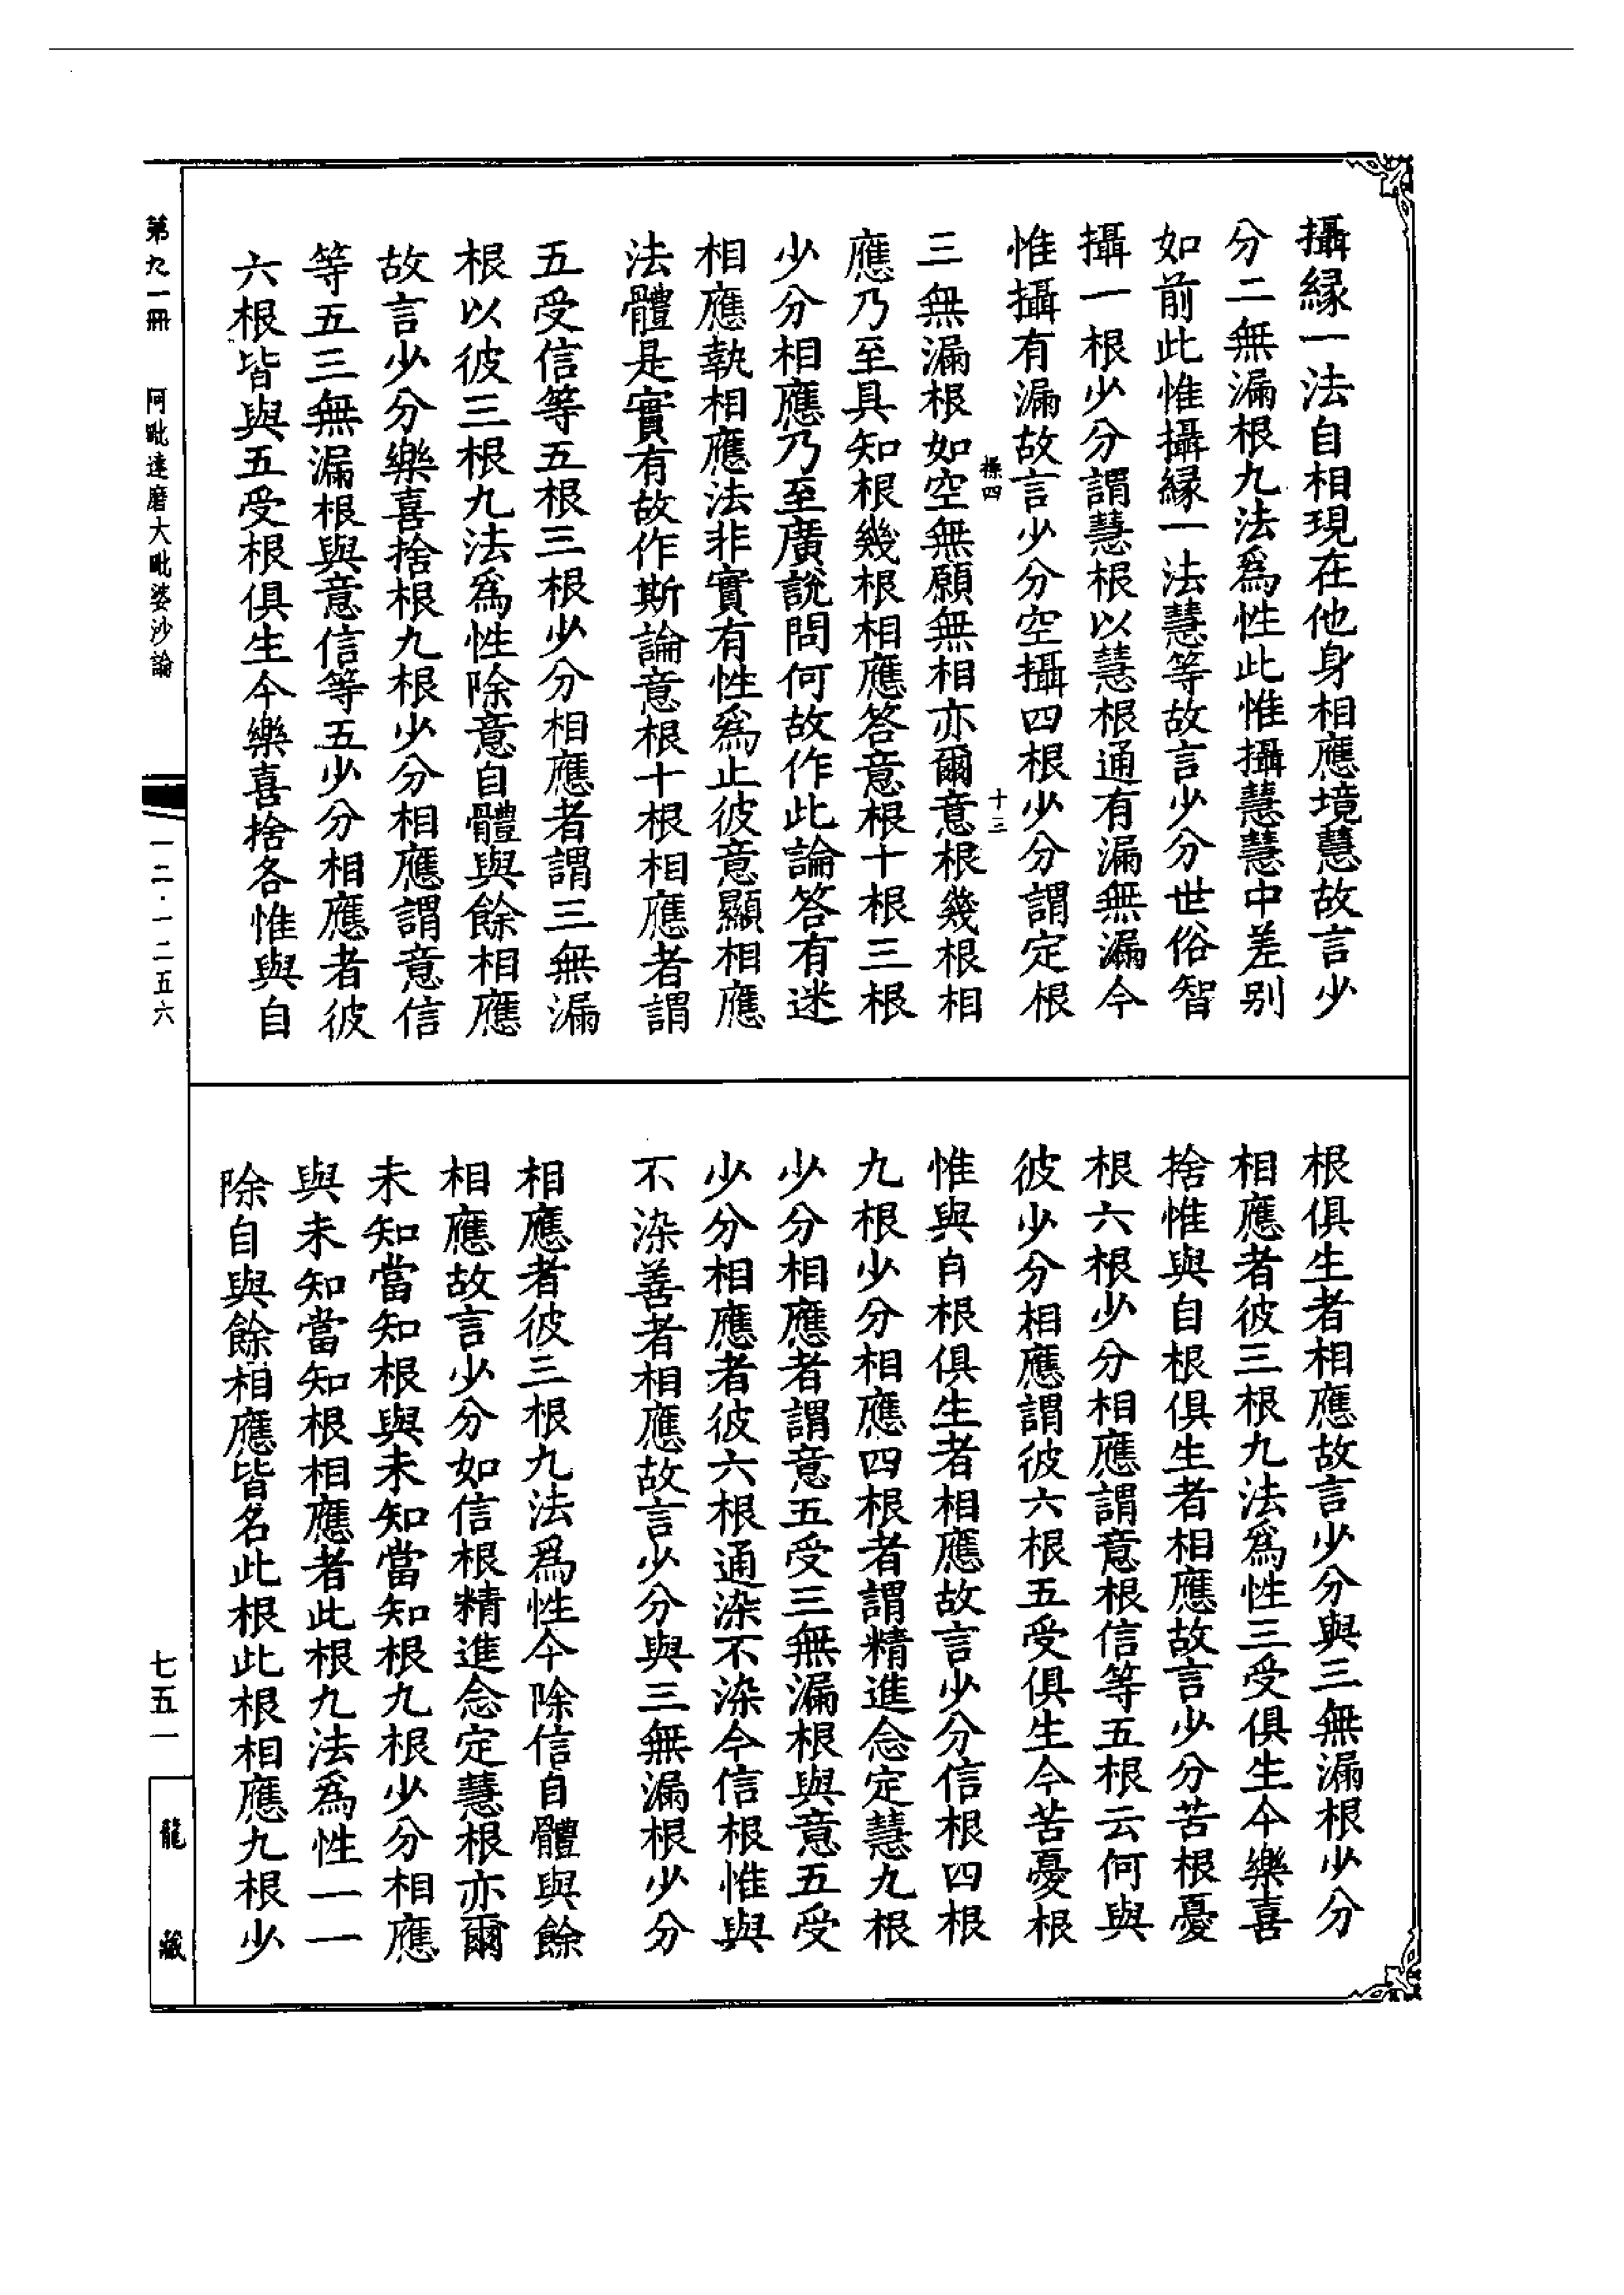 攝緣一法自相現在他身相應境慧故言少
分二無漏根九法爲性此惟攝慧慧中差別
如前此惟攝緣一法慧等故言少分世俗智
攝一根少分謂慧根以慧根通有漏無漏今
惟攝有漏故言少分空攝四根少分謂定根
操四
十三
三無漏根如空無願無相亦爾意根幾根相
應乃至具知根幾根相應答意根十根三根
少分相應乃至廣說問何故作此論答有迷
相應執相應法非實有性爲止彼意顯相應
法體是實有故作斯論意根十根相應者謂
五受信等五根三根少分相應者謂三無漏
根以彼三根九法爲性除意自體與餘相應
故言少分樂喜捨根九根少分相應謂意信
等五三無漏根與意信等五少分相應者彼
六根皆與五受根俱生今樂喜捨各惟與自
根俱生者相應故言少分與三無漏根少分
相應者彼三根九法爲性三受俱生今樂喜
捨惟與自根俱生者相應故言少分苦根憂
根六根少分相應謂意根信等五根云何與
彼少分相應謂彼六根五受俱生今苦憂根
惟與自根俱生者相應故言少分信根四根
九根少分相應四根者謂精進念定慧九根
少分相應者謂意五受三無漏根與意五受
少分相應者彼六根通染不染今信根惟與
不染善者相應故言少分與三無漏根少分
相應者彼三根九法爲性今除信自體與餘
相應故言少分如信根精進念定慧根亦爾
未知當知根與未知當知根九根少分相應
與未知當知根相應者此根九法爲性一一
除自與餘相應皆名此根此根相應九根少
第九一冊 阿毗達磨大毗婆沙論 一二·一二五六
七五一
龍藏